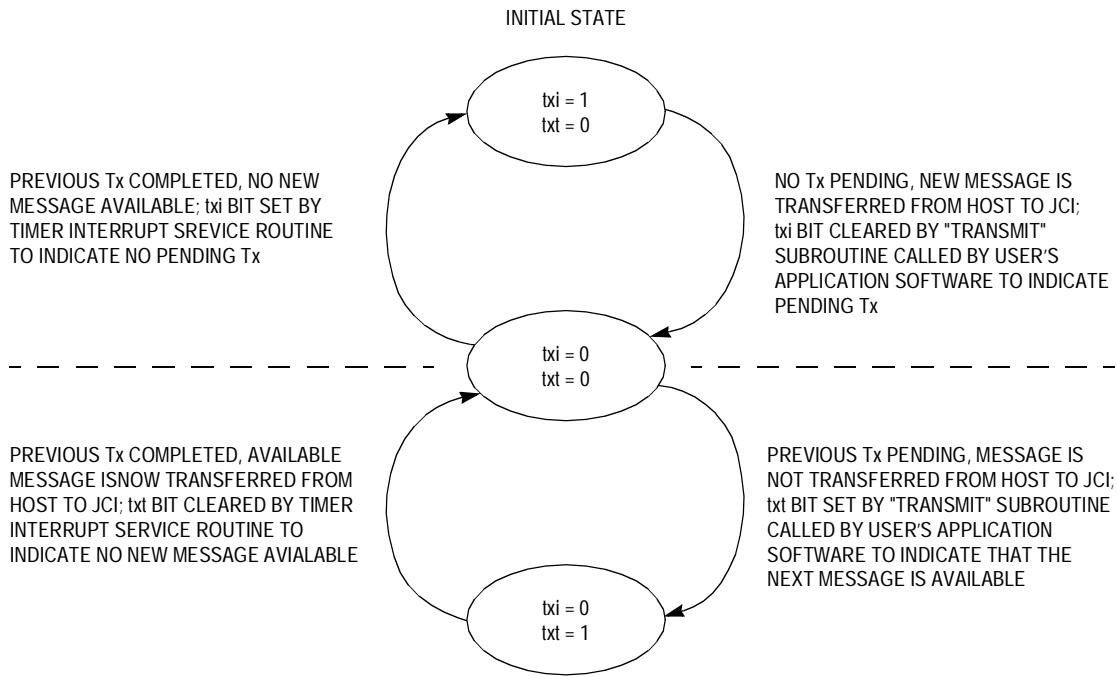 INITIAL STATE
txi = 1
txt = 0
PREVIOUS Tx COMPLETED, NO NEW
MESSAGE AVAILABLE; txi BIT SET BY
TIMER INTERRUPT SREVICE ROUTINE
TO INDICATE NO PENDING Tx
NO Tx PENDING, NEW MESSAGE IS
TRANSFERRED FROM HOST TO JCI;
txi BIT CLEARED BY "TRANSMIT"
SUBROUTINE CALLED BY USER'S
APPLICATION SOFTWARE TO INDICATE
PENDING Tx
txi = 0
txt = 0
PREVIOUS Tx COMPLETED, AVAILABLE
MESSAGE ISNOW TRANSFERRED FROM
HOST TO JCI; txt BIT CLEARED BY TIMER
INTERRUPT SERVICE ROUTINE TO
INDICATE NO NEW MESSAGE AVIALABLE
PREVIOUS Tx PENDING, MESSAGE IS
NOT TRANSFERRED FROM HOST TO JCI;
txt BIT SET BY "TRANSMIT" SUBROUTINE
CALLED BY USER'S APPLICATION
SOFTWARE TO INDICATE THAT THE
NEXT MESSAGE IS AVAILABLE
txi = 0
txt = 1